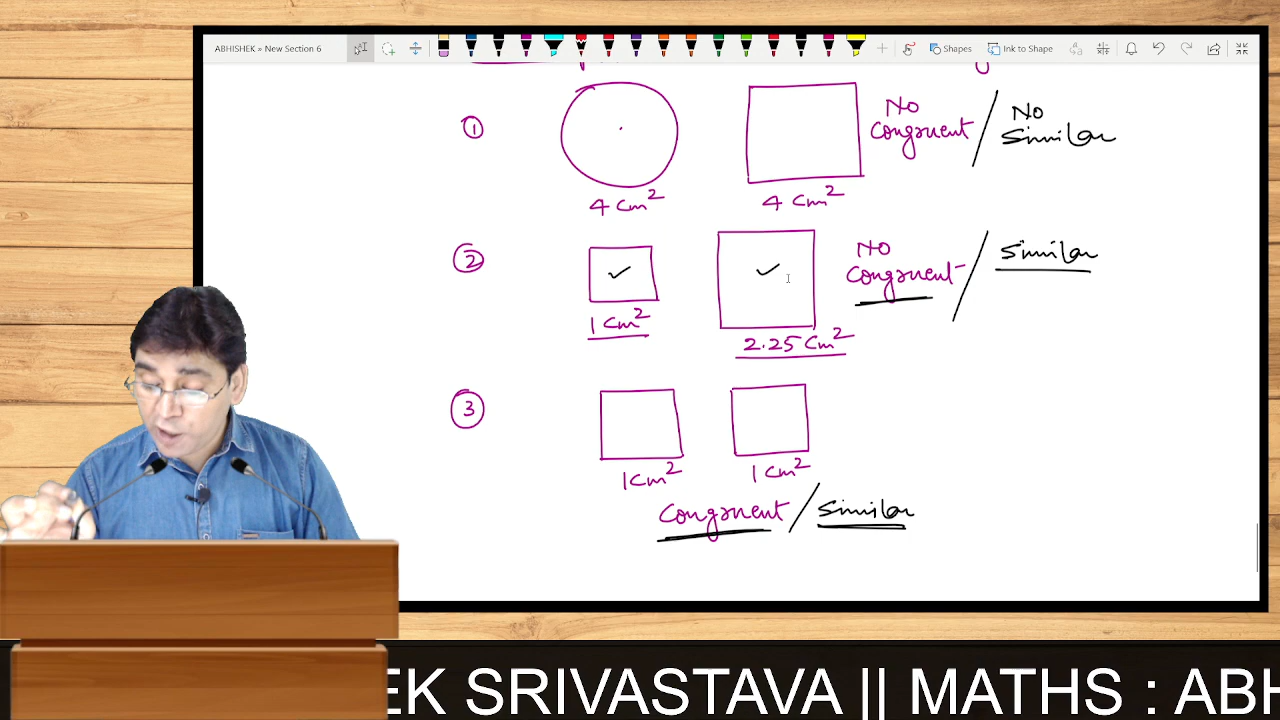 ABHISHEK » New Section 6
Shapes
Ink to Shape
①
4 Cm²
4 Cm²
No
Congruent
/
No
Similar
②
✓
1 Cm²
✓
2.25 Cm²
No
Congruent
/
Similar
③
1 Cm²
1 Cm²
Congruent / Similar
EK SRIVASTAVA || MATHS : ABH